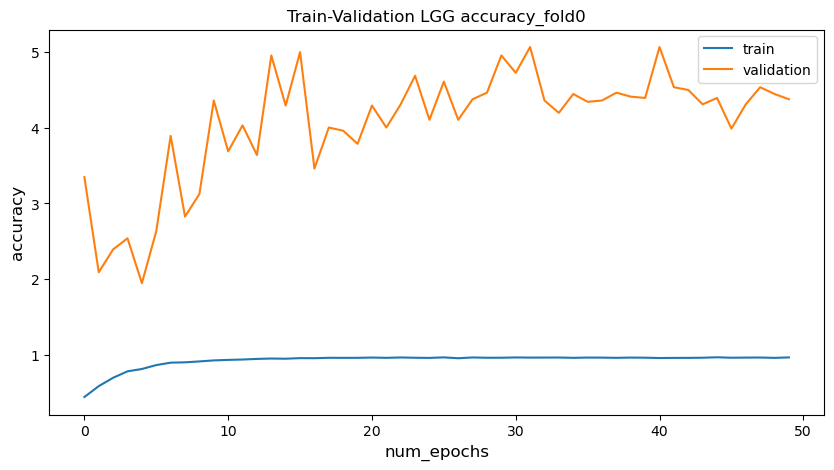 Train-Validation LGG accuracy_fold0
train
validation
accuracy
5
4
3
2
1
0 10 20 30 40 50
num_epochs